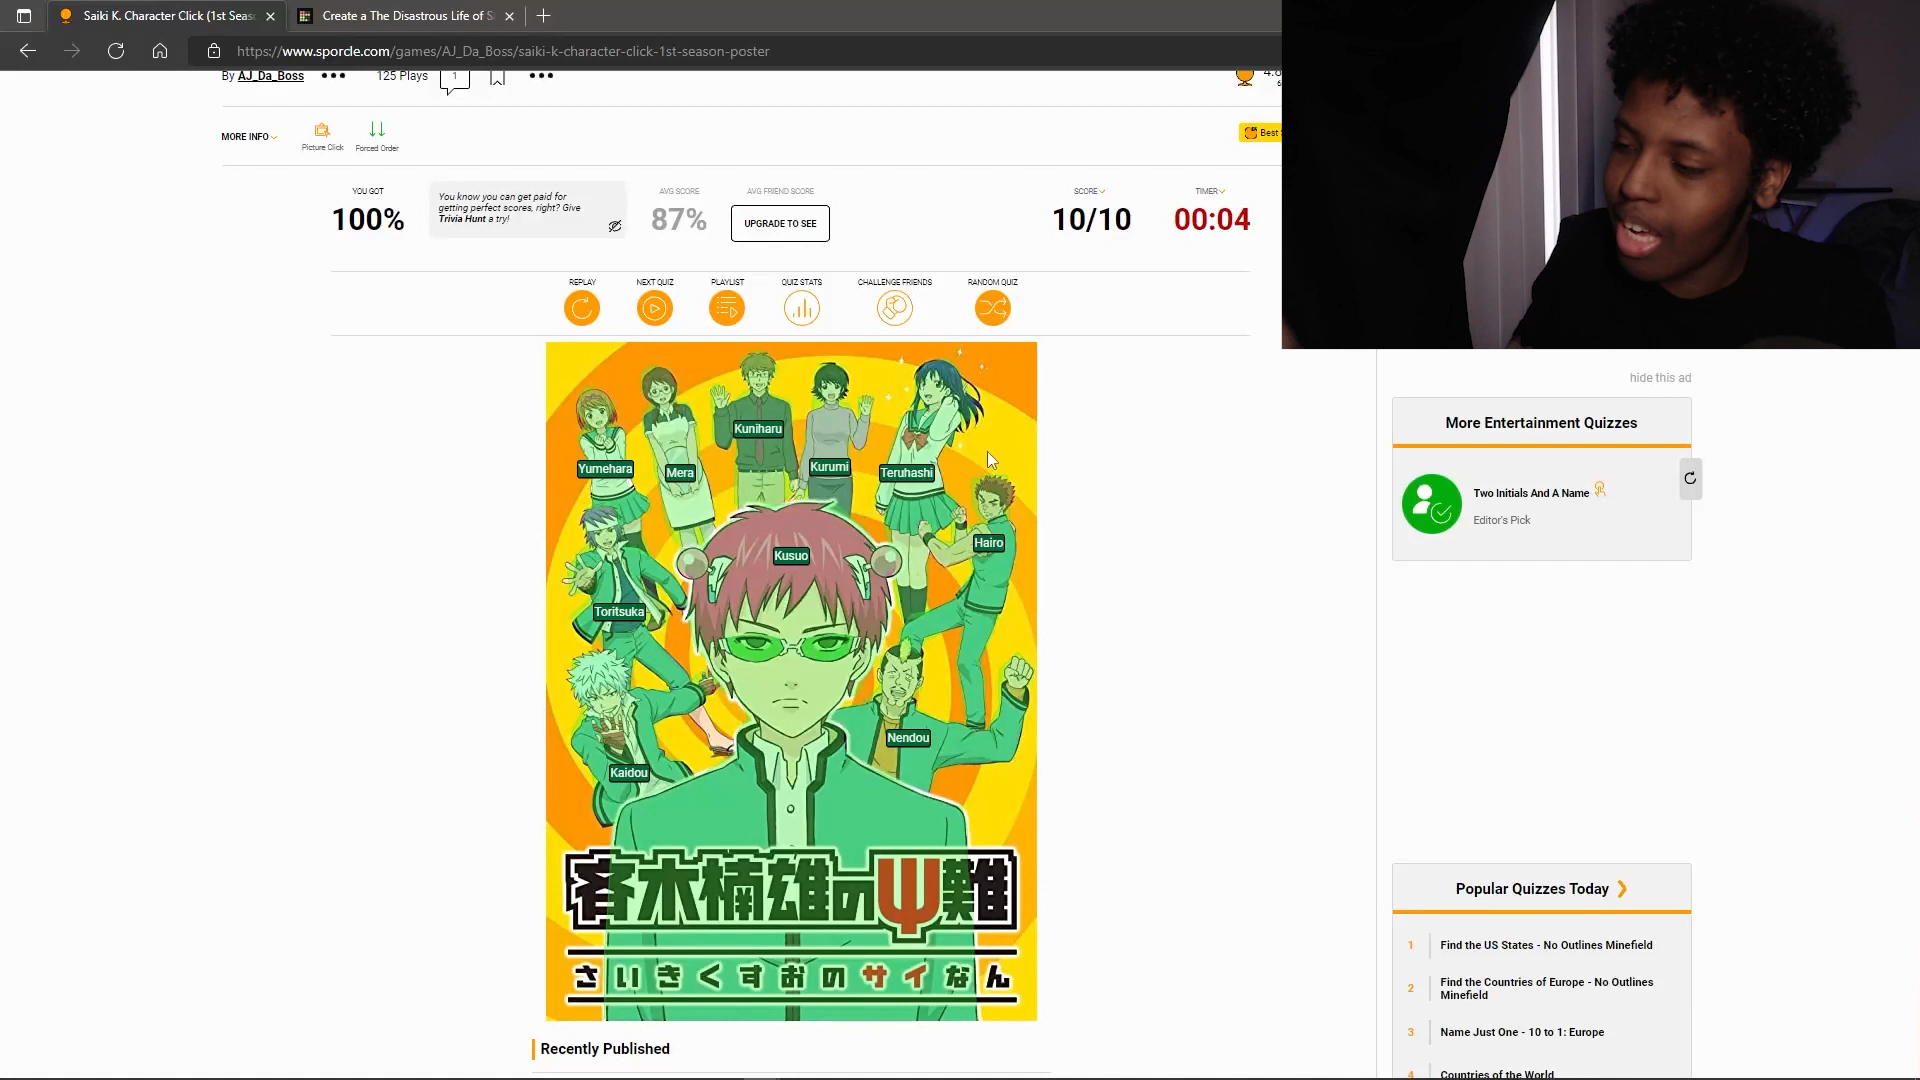 Saiki K. Character Click (1st Seas
Create a The Disastrous Life of S
https://www.sporcle.com/games/AJ_Da_Boss/saiki-k-character-click-1st-season-poster
By AJ_Da_Boss
125 Plays
1
MORE INFO
Picture Click
Forced Order
Best
YOU GOT
100%
You know you can get paid for
getting perfect scores, right? Give
Trivia Hunt a try!
AVG SCORE
87%
AVG FRIEND SCORE
UPGRADE TO SEE
SCORE
10/10
TIMER
00:04
REPLAY
NEXT QUIZ
PLAYLIST
QUIZ STATS
CHALLENGE FRIENDS
RANDOM QUIZ
Kuniharu
Yumehara
Mera
Kurumi
Teruhashi
Hairo
Kusuo
Toritsuka
Nendou
Kaidou
斉木楠雄のΨ難
さいきくすおのサイなん
Recently Published
hide this ad
More Entertainment Quizzes
Two Initials And A Name
Editor's Pick
Popular Quizzes Today
1 Find the US States - No Outlines Minefield
2 Find the Countries of Europe - No Outlines
Minefield
3 Name Just One - 10 to 1: Europe
4 Countries of the World